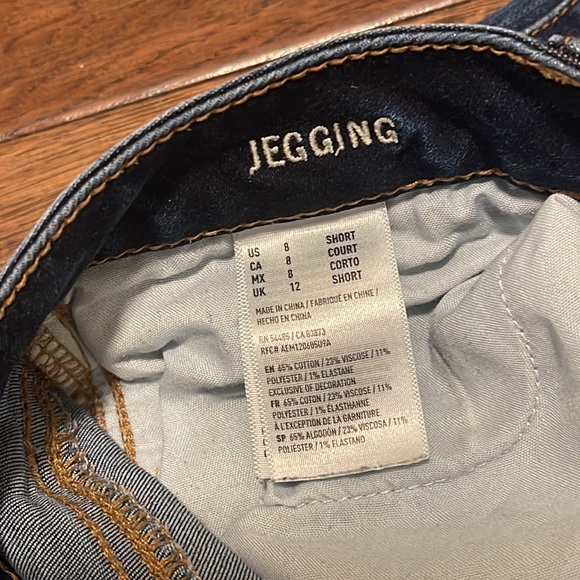 JEGGING
US 8 SHORT
CA 8 COURT
MX 8 CORTO
UK 12 SHORT
MADE IN CHINA / FABRIQUÉ EN CHINE /
HECHO EN CHINA
RN 54485 / CA 03873
RFC# AEM120685U9A
EN 65% COTTON / 23% VISCOSE / 11%
POLYESTER / 1% ELASTANE
EXCLUSIVE OF DECORATION
FR 65% COTON / 23% VISCOSE / 11%
POLYESTER / 1% ÉLASTHANNE
À L'EXCEPTION DE LA GARNITURE
SP 65% ALGODÓN / 23% VISCOSA / 11%
POLIÉSTER / 1% ELASTANO